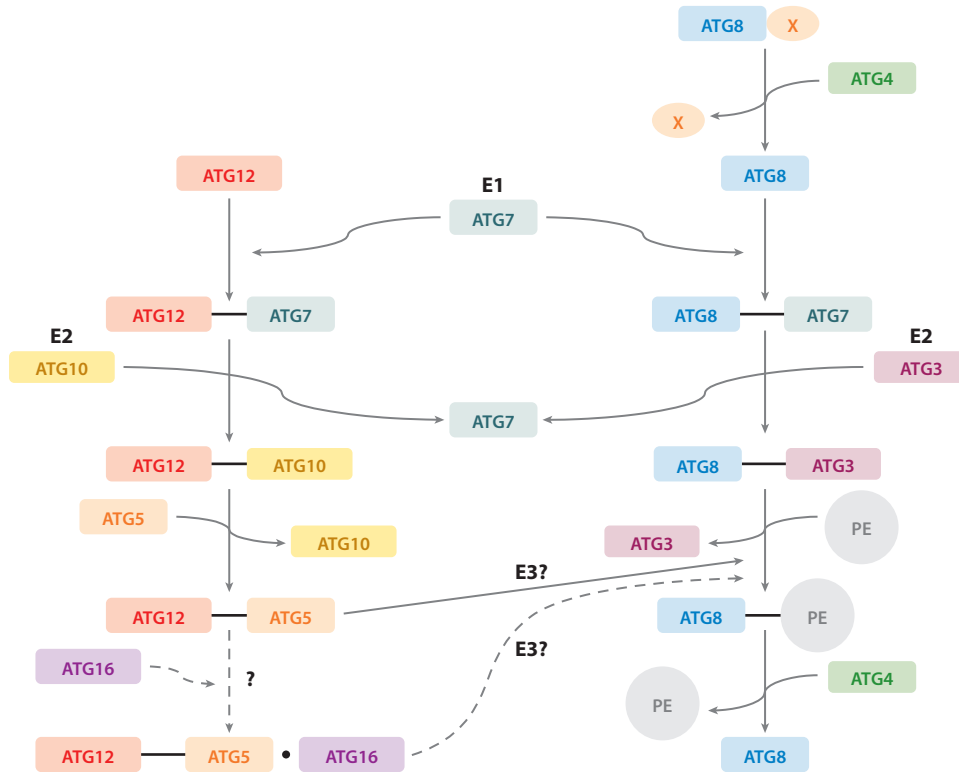 ATG8 X
ATG4
X
ATG12
ATG8
E1
ATG7
ATG12 ATG7
ATG8 ATG7
E2
E2
ATG10
ATG3
ATG7
ATG12 ATG10
ATG8 ATG3
ATG5
PE
ATG10
ATG3
E3?
ATG12 ATG5
ATG8 PE
E3?
ATG16
?
ATG4
PE
ATG12 ATG5 • ATG16
ATG8